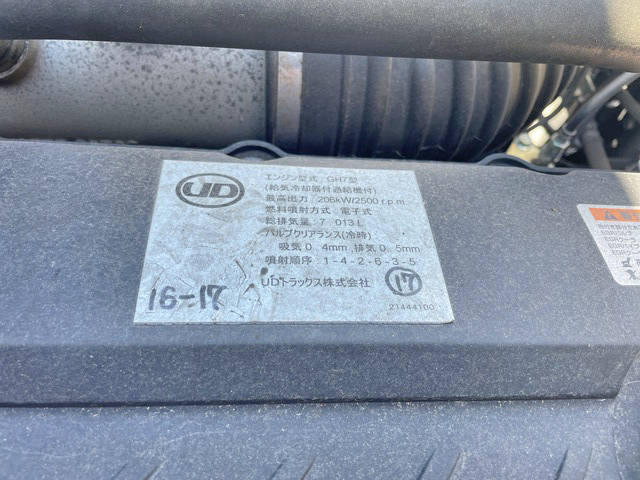 UD
エンジン型式：GH7型
(給気冷却器付過給機付)
最高出力：206kW/2500 r.p.m.
燃料噴射方式：電子式
総排気量：7.013L
バルブクリアランス(冷時)
吸気0.4mm,排気0.5mm
噴射順序：1-4-2-6-3-5
UDトラックス株式会社
17
16-17
21444100